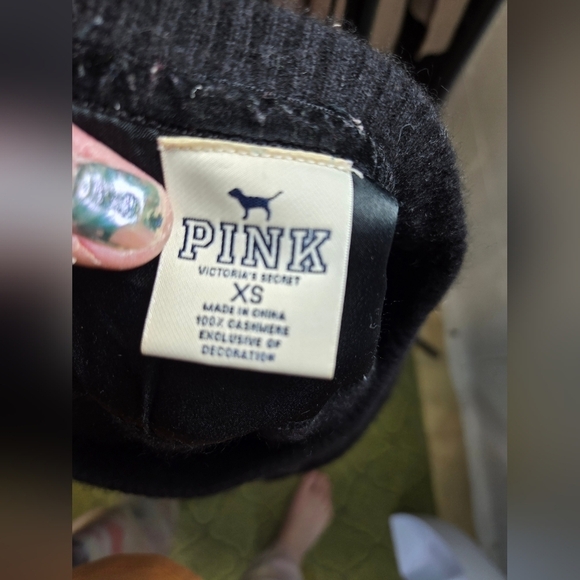 PINK
VICTORIA'S SECRET
XS
MADE IN CHINA
100% CASHMERE
EXCLUSIVE OF
DECORATION